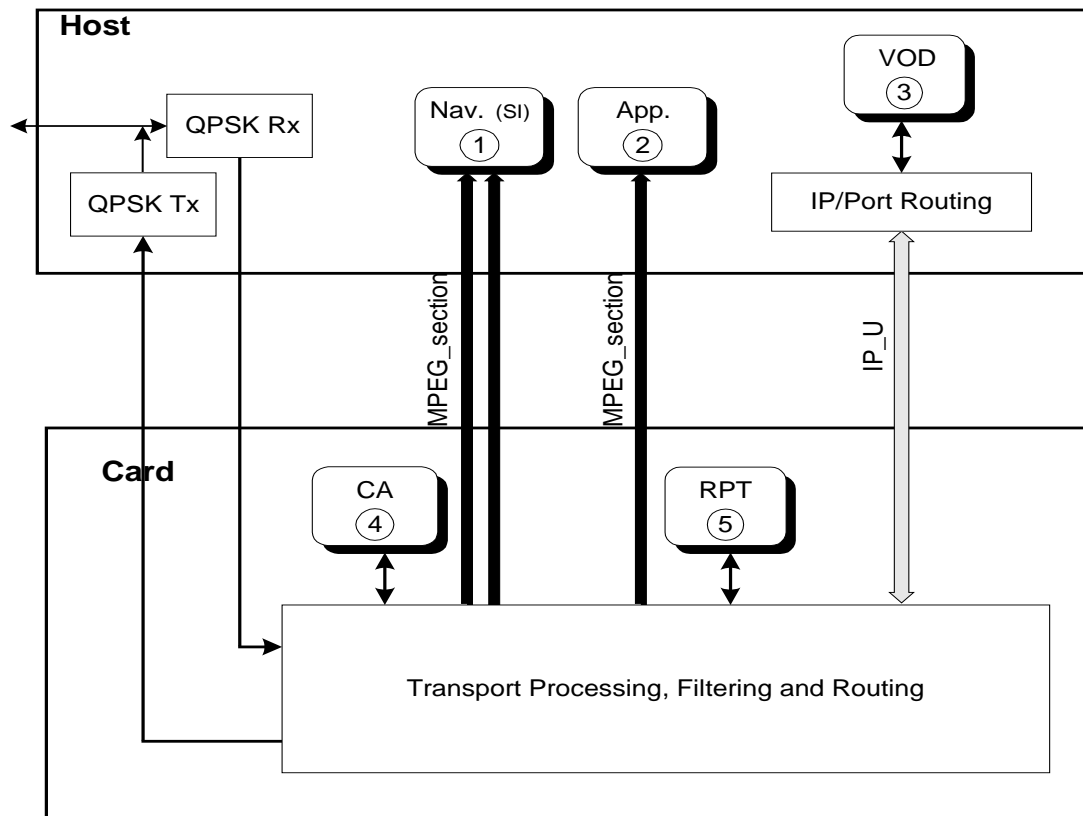 Host
VOD
3
QPSK Rx
Nav. (SI)
1
App.
2
QPSK Tx
IP/Port Routing
MPEG_section
MPEG_section
IP_U
Card
CA
4
RPT
5
Transport Processing, Filtering and Routing